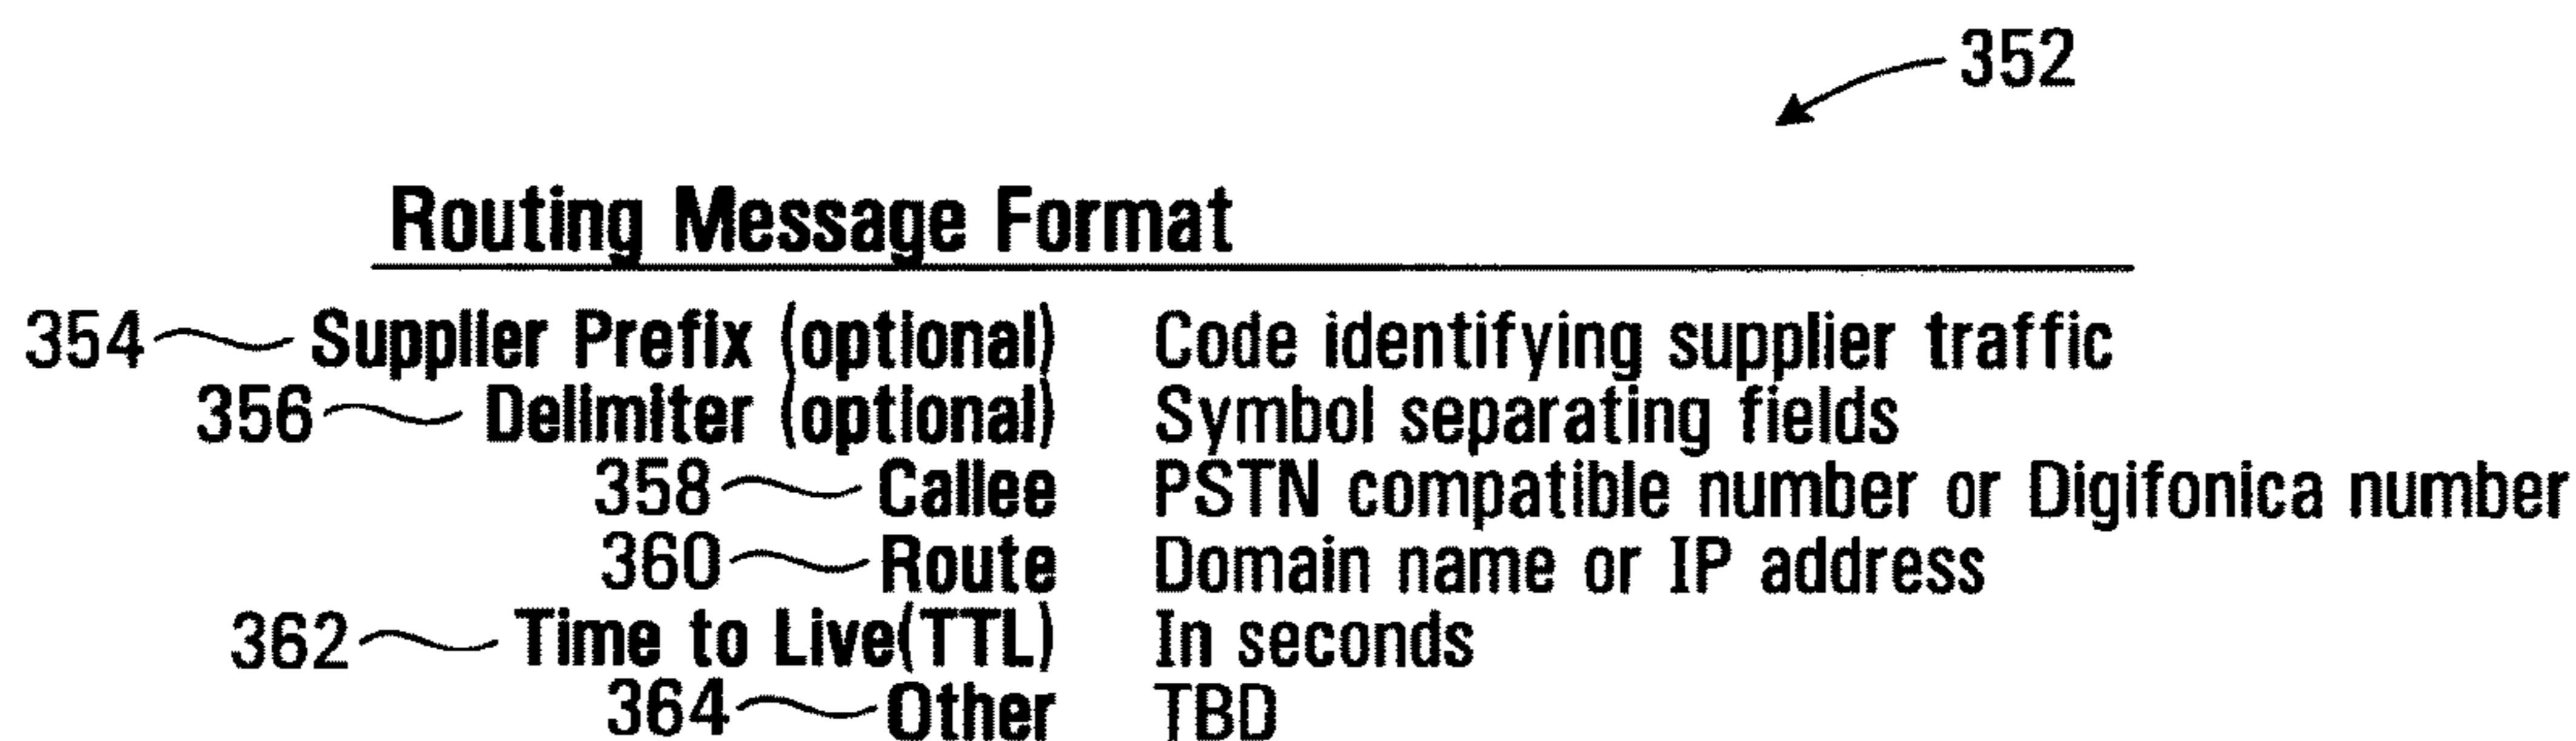 352
Routing Message Format
354 Supplier Prefix (optional) Code identifying supplier traffic
356 Delimiter (optional) Symbol separating fields
358 Callee PSTN compatible number or Digifonica number
360 Route Domain name or IP address
362 Time to Live(TTL) In seconds
364 Other TBD